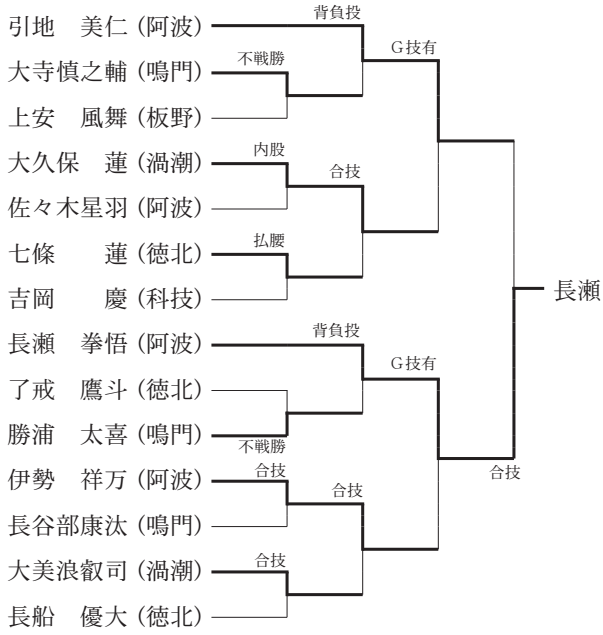 背負投
引地　美仁 (阿波)
G技有
不戦勝
大寺慎之輔 (鳴門)
上安　風舞 (板野)
内股
大久保　蓮 (渦潮)
合技
佐々木星羽 (阿波)
払腰
七條　　蓮 (徳北)
吉岡　　慶 (科技)
長瀬
背負投
長瀬　拳悟 (阿波)
G技有
了戒　鷹斗 (徳北)
勝浦　太喜 (鳴門)
不戦勝
合技
伊勢　祥万 (阿波)
合技
合技
長谷部康汰 (鳴門)
合技
大美浪叡司 (渦潮)
長船　優大 (徳北)